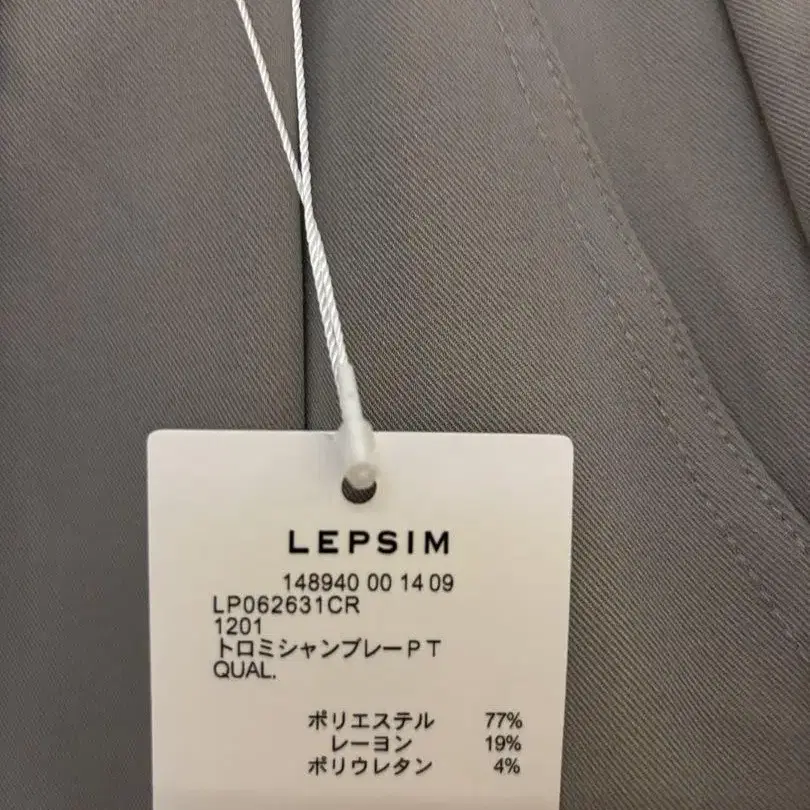 LEPSIM
148940 00 14 09
LP062631CR
1201
トロミシャンブレーＰＴ
QUAL.
ポリエステル 77%
レーヨン 19%
ポリウレタン 4%